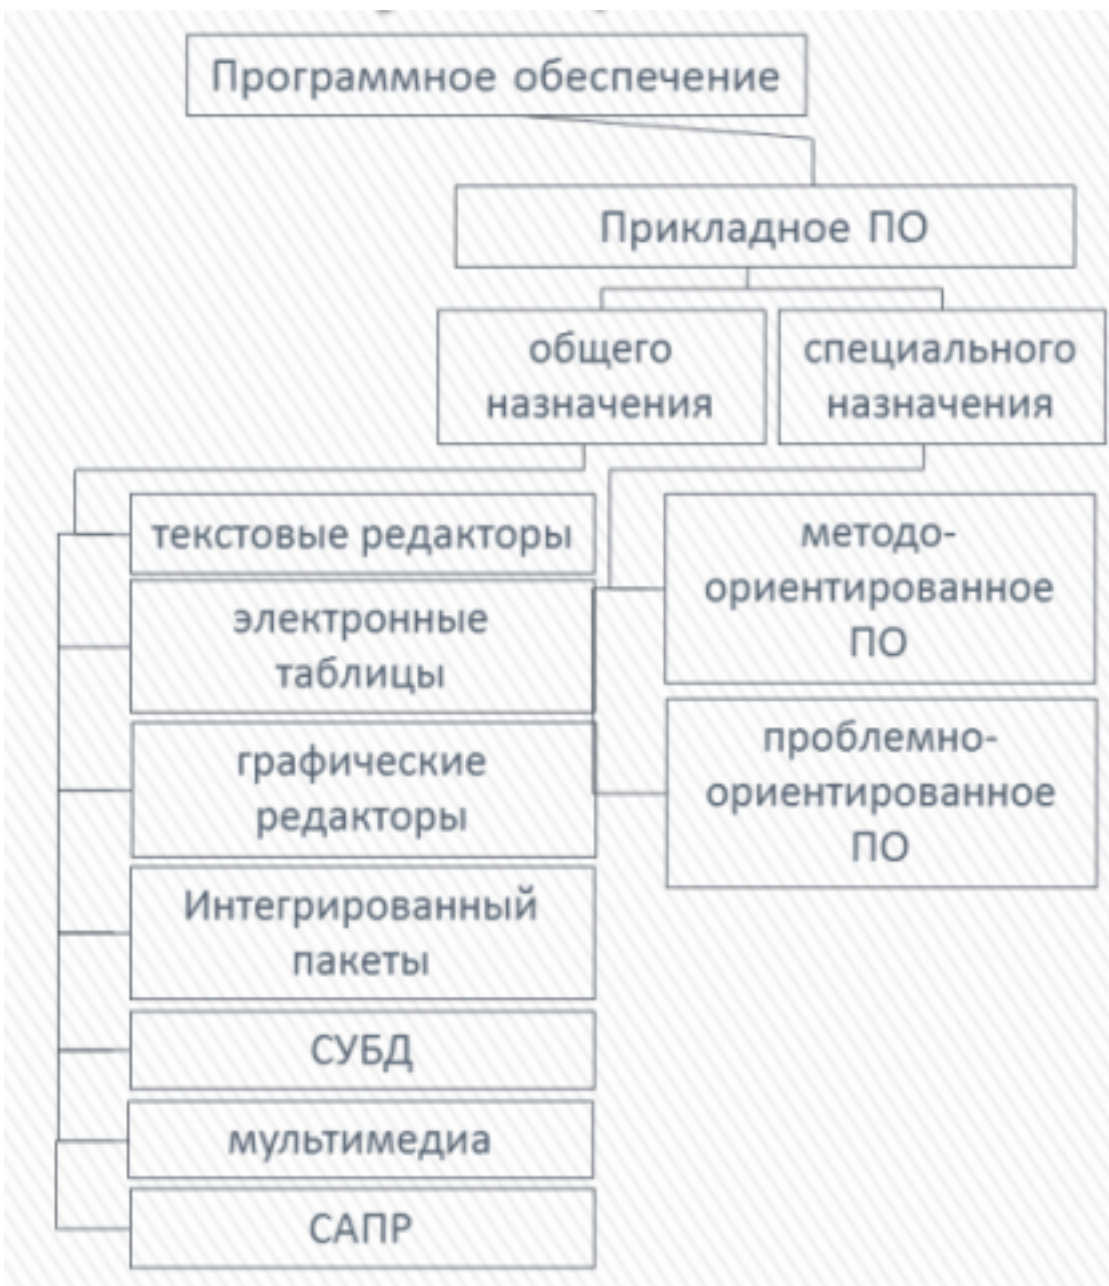 Программное обеспечение
Прикладное ПО
общего
назначения
специального
назначения
текстовые редакторы
электронные
таблицы
графические
редакторы
Интегрированный
пакеты
СУБД
мультимедиа
САПР
методо-
ориентированное
ПО
проблемно-
ориентированное
ПО